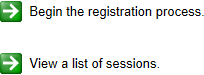 Begin the registration process.
View a list of sessions.